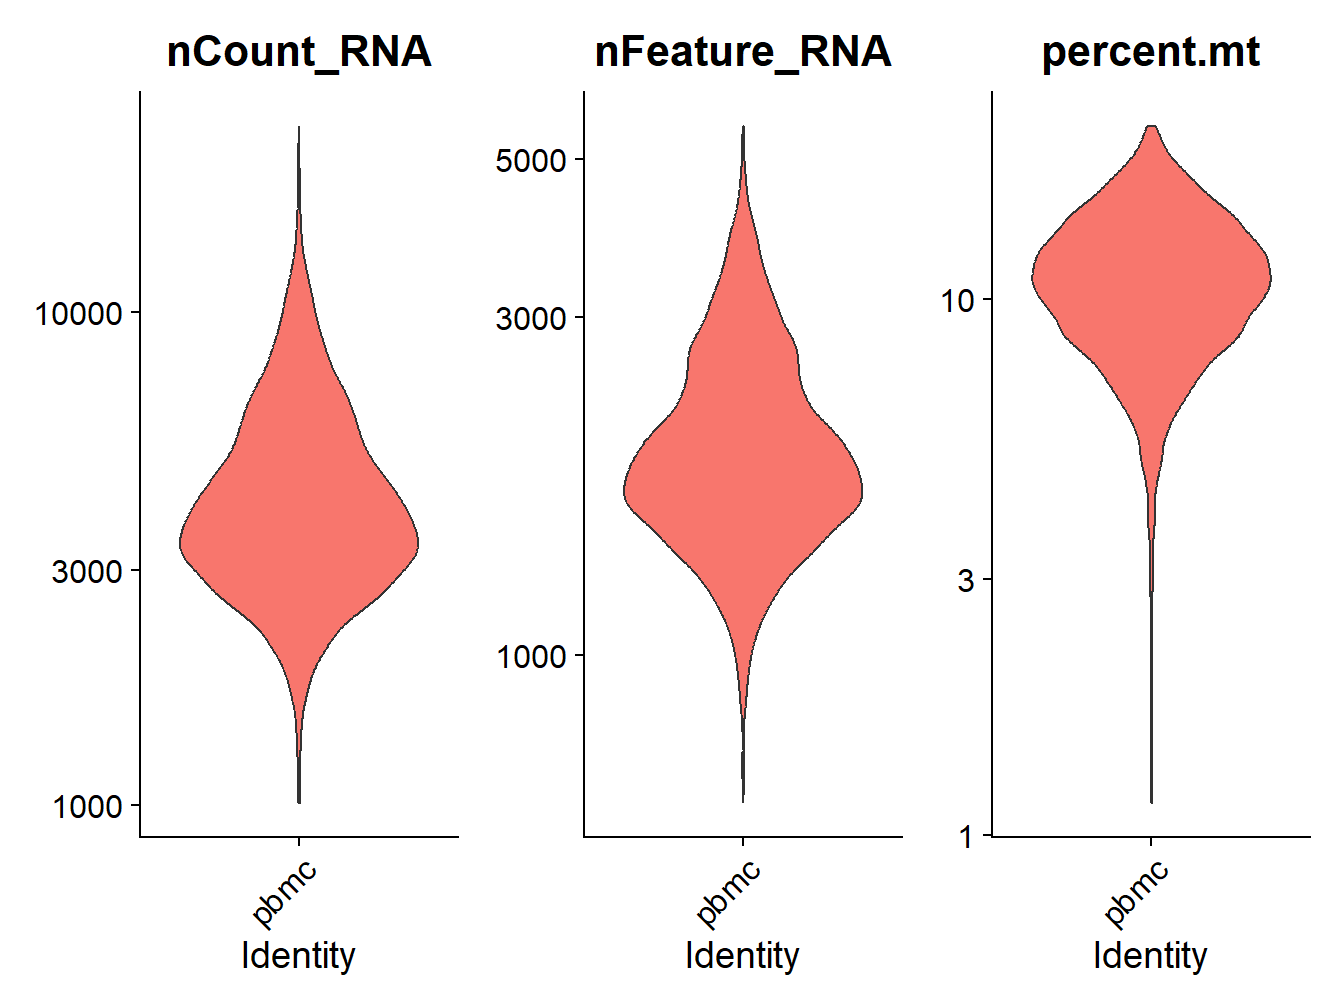 nCount_RNA
10000
3000
1000
pbmc
Identity
nFeature_RNA
5000
3000
1000
pbmc
Identity
percent.mt
10
3
1
pbmc
Identity